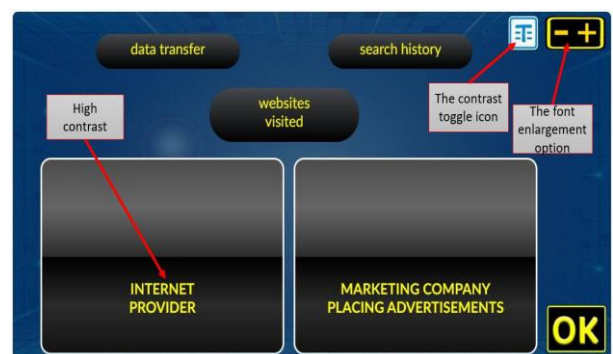 data transfer
search history
- +
websites
visited
High
contrast
The contrast
toggle icon
The font
enlargement
option
INTERNET
PROVIDER
MARKETING COMPANY
PLACING ADVERTISEMENTS
OK